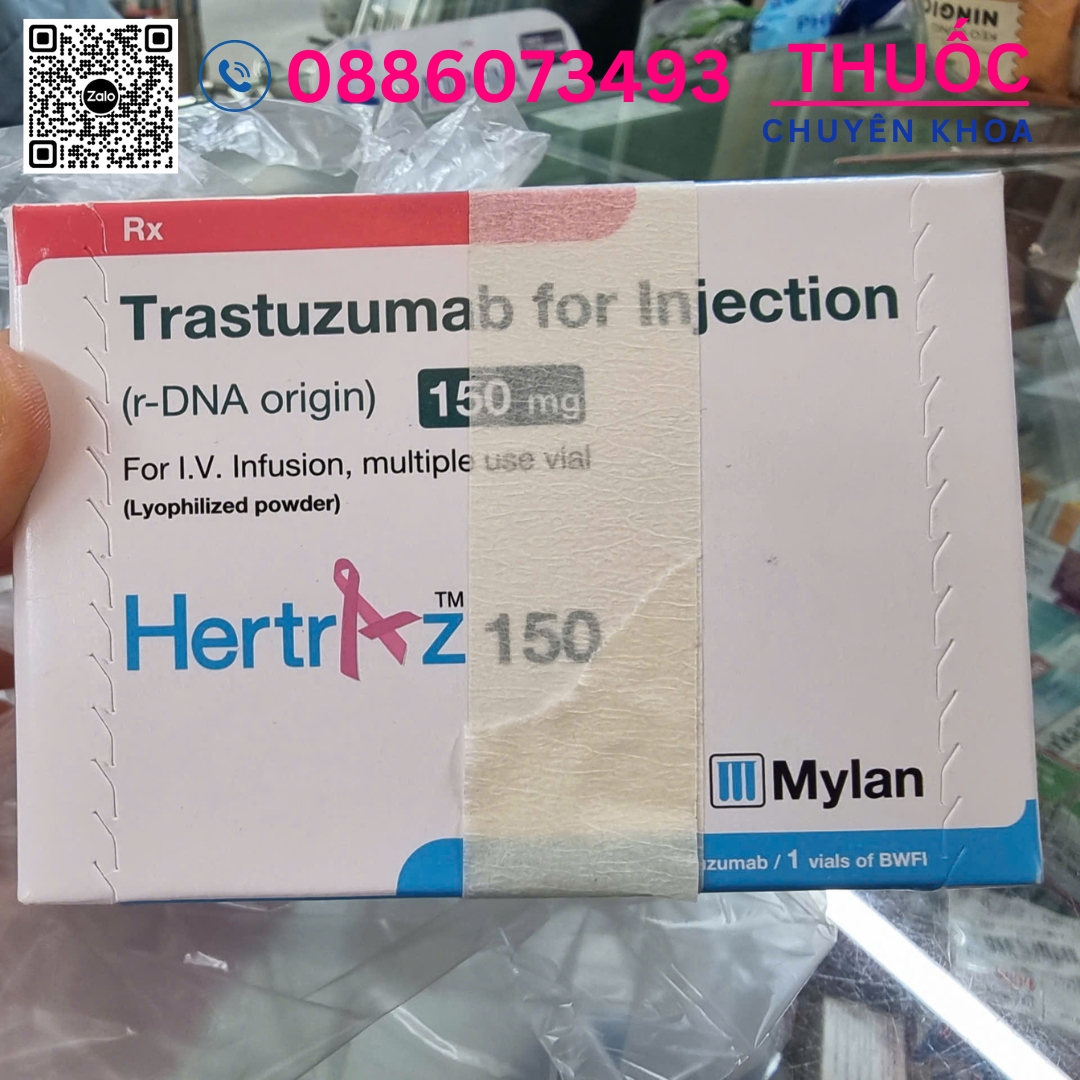 Zalo
0886073493
THUỐC
CHUYÊN KHOA
Rx
Trastuzumab for Injection
(r-DNA origin) 150 mg
For I.V. Infusion, multiple use vial
(Lyophilized powder)
Hertraz™ 150
Mylan
zumab / 1 vials of BWFI